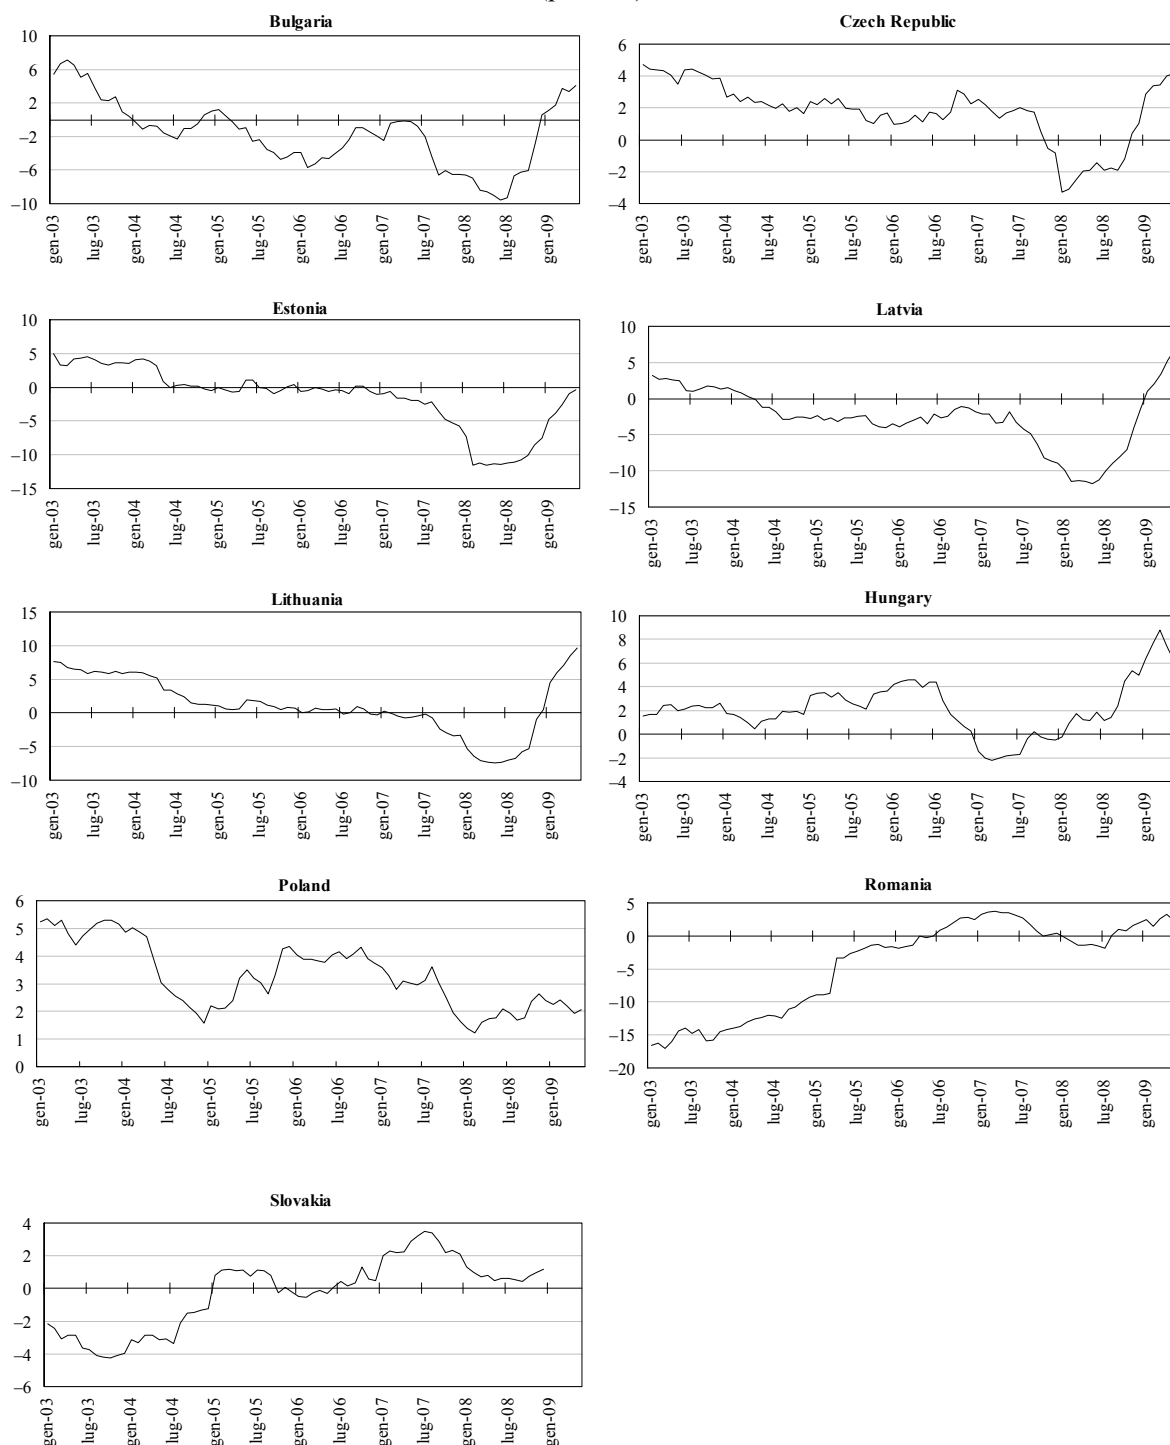 Bulgaria
10
6
2
–2
–6
–10
gen-03
lug-03
gen-04
lug-04
gen-05
lug-05
gen-06
lug-06
gen-07
lug-07
gen-08
lug-08
gen-09
Czech Republic
6
4
2
0
–2
–4
gen-03
lug-03
gen-04
lug-04
gen-05
lug-05
gen-06
lug-06
gen-07
lug-07
gen-08
lug-08
gen-09
Estonia
10
5
0
–5
–10
–15
gen-03
lug-03
gen-04
lug-04
gen-05
lug-05
gen-06
lug-06
gen-07
lug-07
gen-08
lug-08
gen-09
Latvia
10
5
0
–5
–10
–15
gen-03
lug-03
gen-04
lug-04
gen-05
lug-05
gen-06
lug-06
gen-07
lug-07
gen-08
lug-08
gen-09
Lithuania
15
10
5
0
–5
–10
gen-03
lug-03
gen-04
lug-04
gen-05
lug-05
gen-06
lug-06
gen-07
lug-07
gen-08
lug-08
gen-09
Hungary
10
8
6
4
2
0
–2
–4
gen-03
lug-03
gen-04
lug-04
gen-05
lug-05
gen-06
lug-06
gen-07
lug-07
gen-08
lug-08
gen-09
Poland
6
5
4
3
2
1
0
gen-03
lug-03
gen-04
lug-04
gen-05
lug-05
gen-06
lug-06
gen-07
lug-07
gen-08
lug-08
gen-09
Romania
5
0
–5
–10
–15
–20
gen-03
lug-03
gen-04
lug-04
gen-05
lug-05
gen-06
lug-06
gen-07
lug-07
gen-08
lug-08
gen-09
Slovakia
4
2
0
–2
–4
–6
gen-03
lug-03
gen-04
lug-04
gen-05
lug-05
gen-06
lug-06
gen-07
lug-07
gen-08
lug-08
gen-09